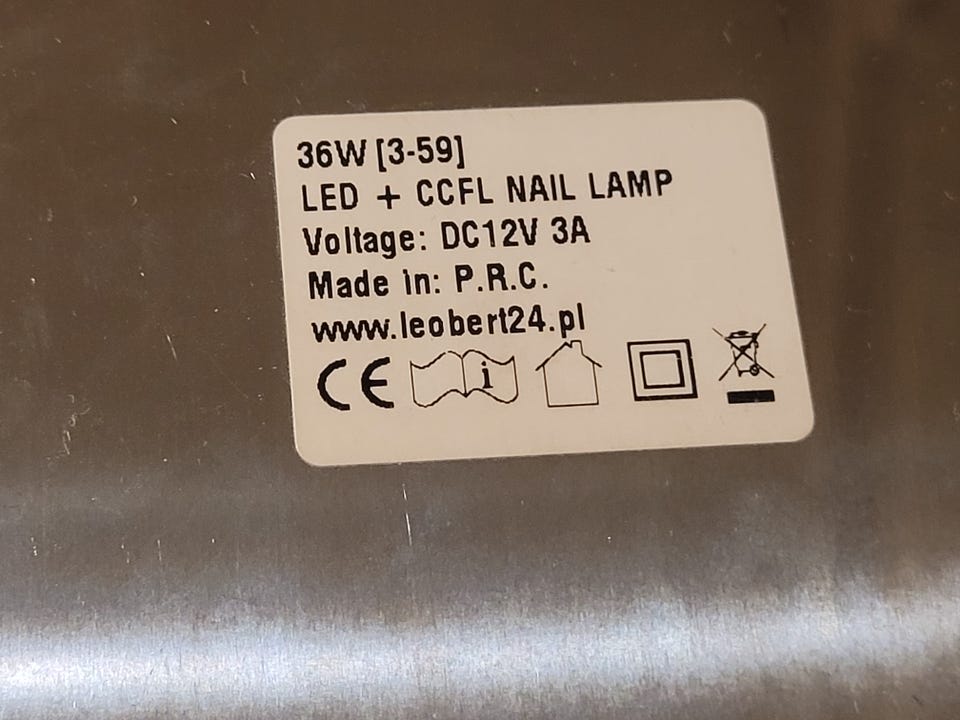 36W [3-59]
LED + CCFL NAIL LAMP
Voltage: DC12V 3A
Made in: P.R.C.
www.leobert24.pl
CE i